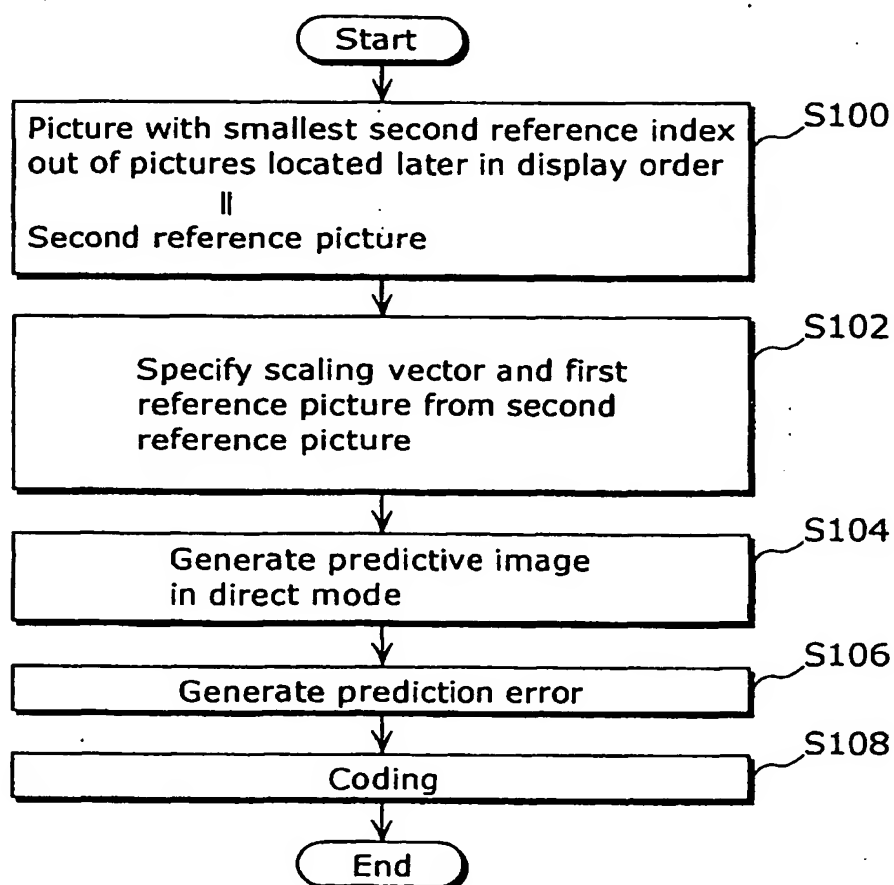 Start
S100
Picture with smallest second reference index
out of pictures located later in display order
||
Second reference picture
S102
Specify scaling vector and first
reference picture from second
reference picture
S104
Generate predictive image
in direct mode
S106
Generate prediction error
S108
Coding
End